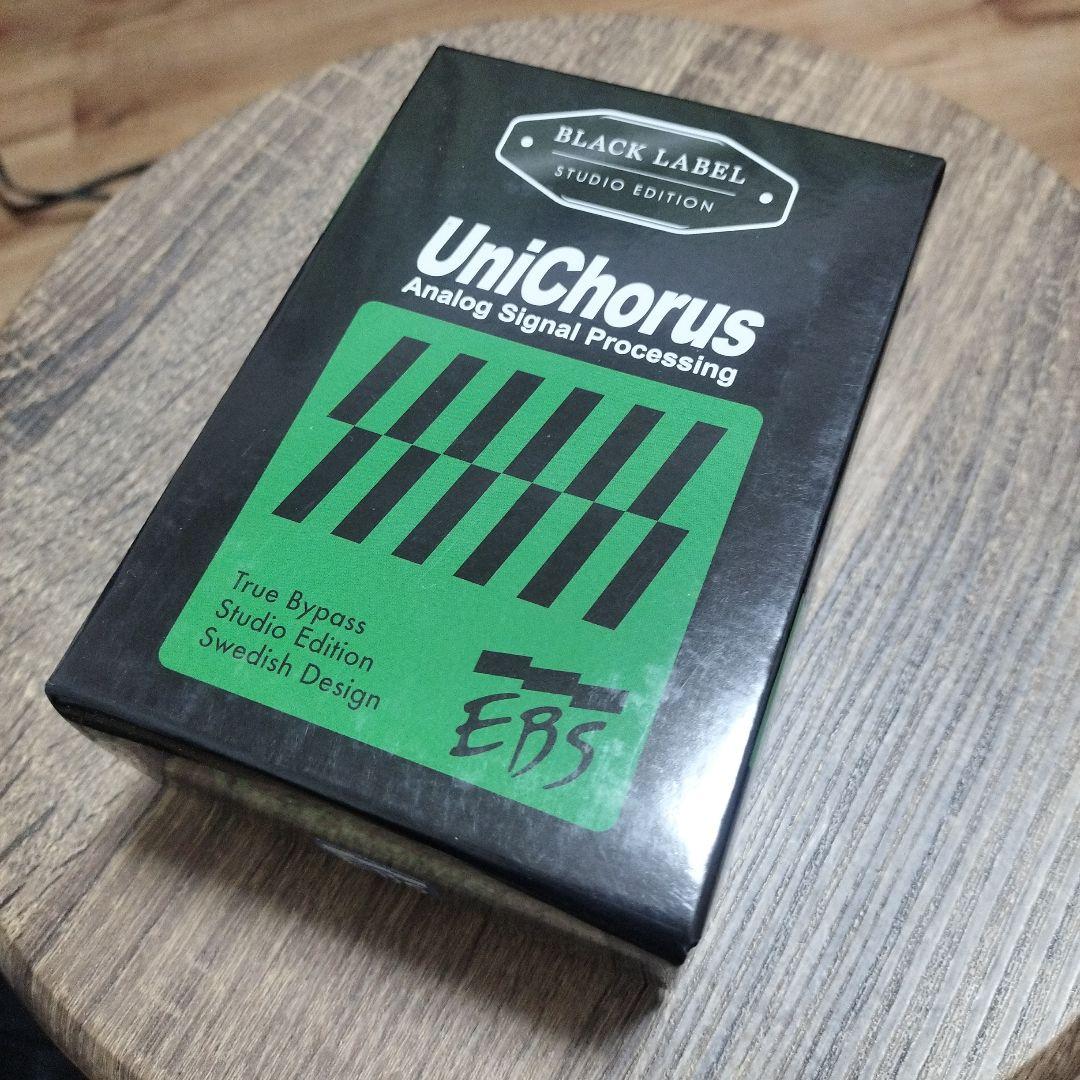 BLACK LABEL
STUDIO EDITION
UniChorus
Analog Signal Processing
True Bypass
Studio Edition
Swedish Design
EBS